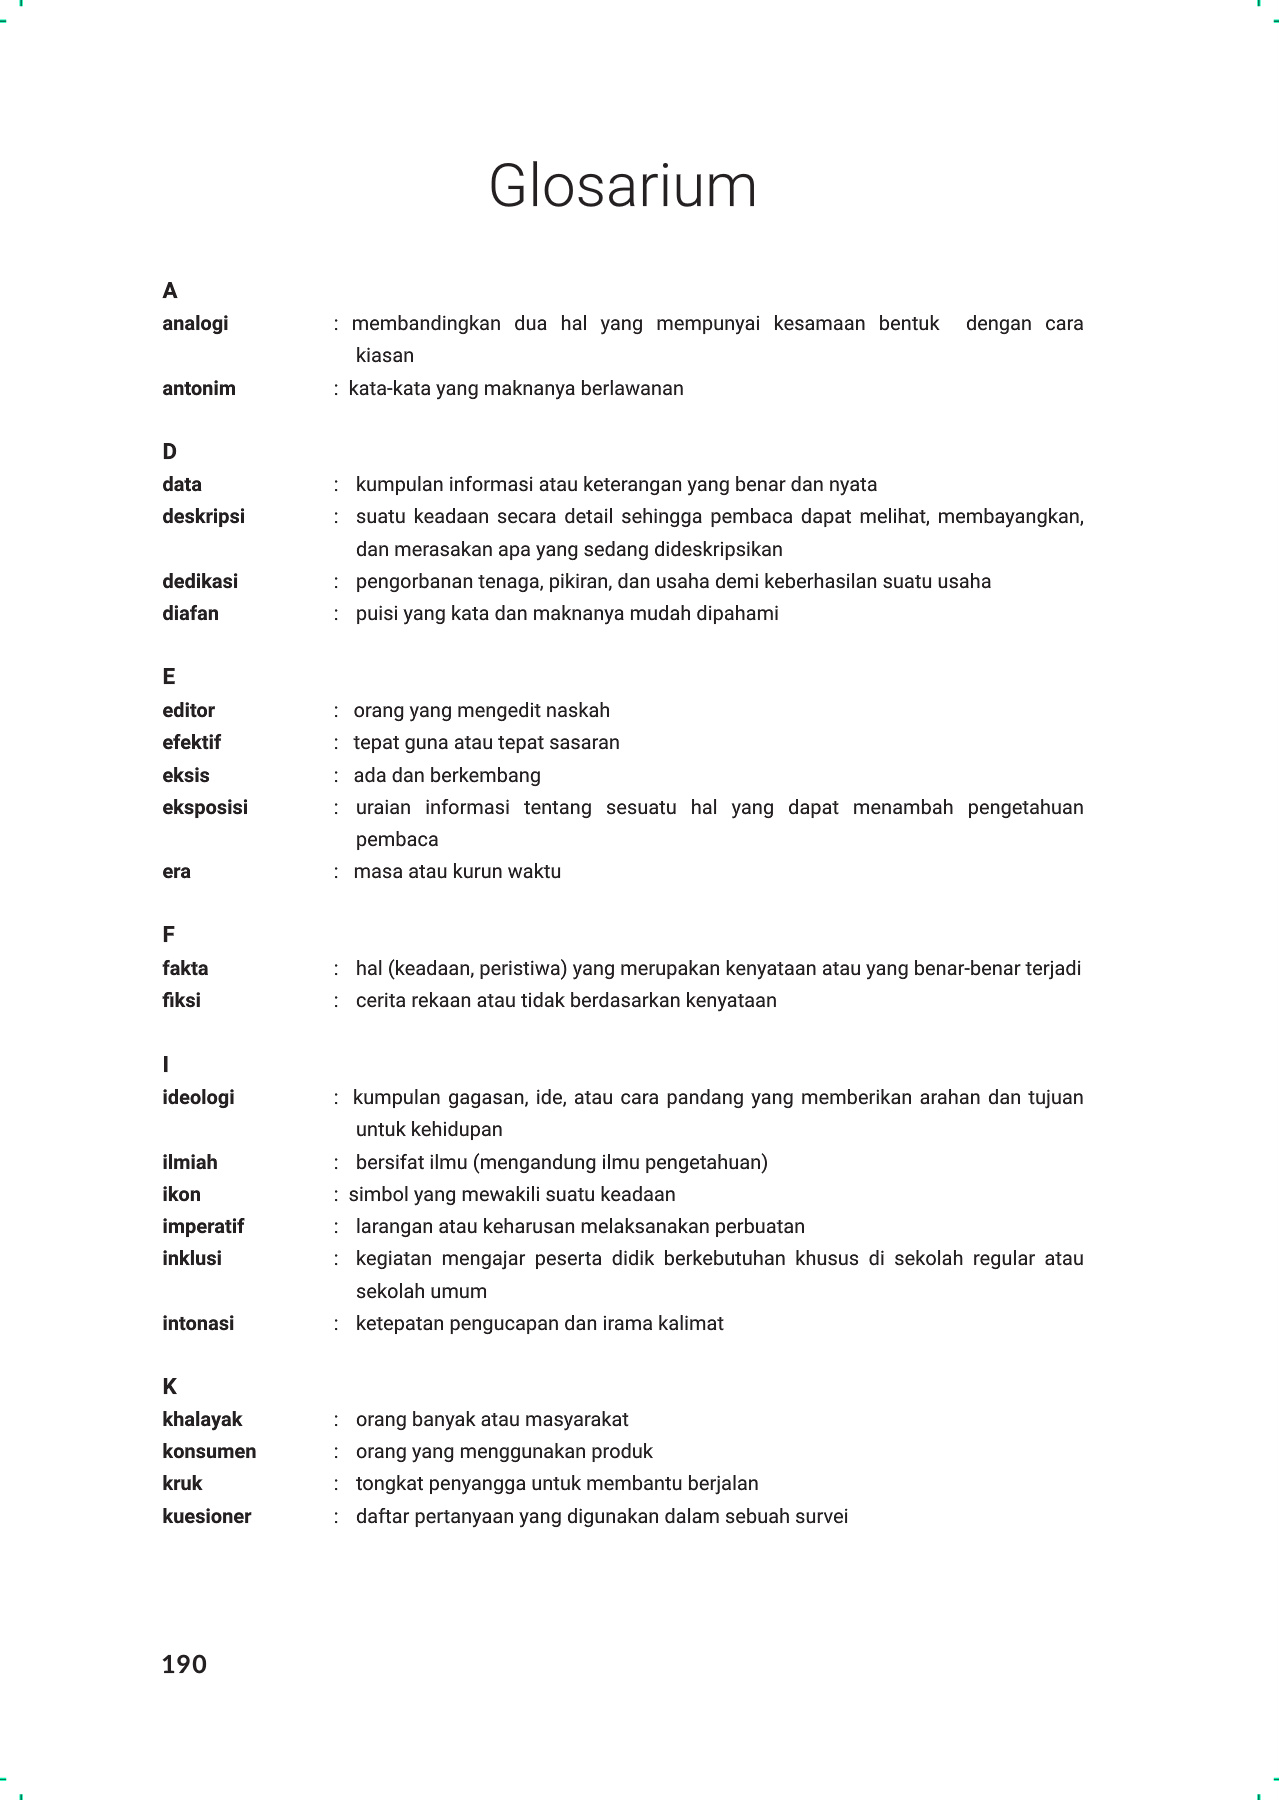 Glosarium
A
analogi : membandingkan dua hal yang mempunyai kesamaan bentuk dengan cara
kiasan
antonim : kata-kata yang maknanya berlawanan
D
data : kumpulan informasi atau keterangan yang benar dan nyata
deskripsi : suatu keadaan secara detail sehingga pembaca dapat melihat, membayangkan,
dan merasakan apa yang sedang dideskripsikan
dedikasi : pengorbanan tenaga, pikiran, dan usaha demi keberhasilan suatu usaha
diafan : puisi yang kata dan maknanya mudah dipahami
E
editor : orang yang mengedit naskah
efektif : tepat guna atau tepat sasaran
eksis : ada dan berkembang
eksposisi : uraian informasi tentang sesuatu hal yang dapat menambah pengetahuan
pembaca
era : masa atau kurun waktu
F
fakta : hal (keadaan, peristiwa) yang merupakan kenyataan atau yang benar-benar terjadi
fiksi : cerita rekaan atau tidak berdasarkan kenyataan
I
ideologi : kumpulan gagasan, ide, atau cara pandang yang memberikan arahan dan tujuan
untuk kehidupan
ilmiah : bersifat ilmu (mengandung ilmu pengetahuan)
ikon : simbol yang mewakili suatu keadaan
imperatif : larangan atau keharusan melaksanakan perbuatan
inklusi : kegiatan mengajar peserta didik berkebutuhan khusus di sekolah regular atau
sekolah umum
intonasi : ketepatan pengucapan dan irama kalimat
K
khalayak : orang banyak atau masyarakat
konsumen : orang yang menggunakan produk
kruk : tongkat penyangga untuk membantu berjalan
kuesioner : daftar pertanyaan yang digunakan dalam sebuah survei
190